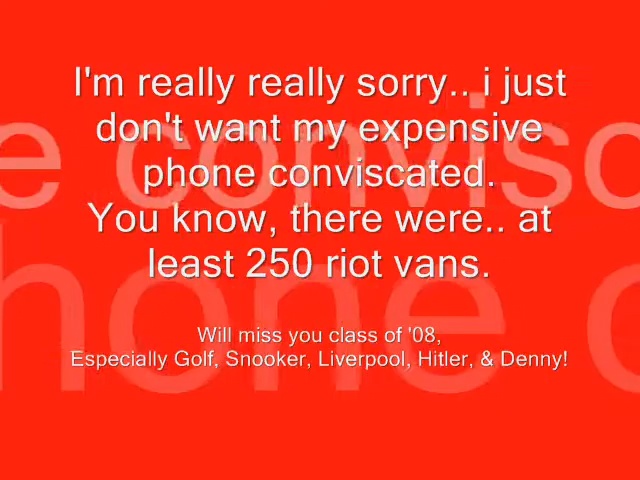 I'm really really sorry.. i just
don't want my expensive
phone conviscated.
You know, there were.. at
least 250 riot vans.
Will miss you class of '08,
Especially Golf, Snooker, Liverpool, Hitler, & Denny!